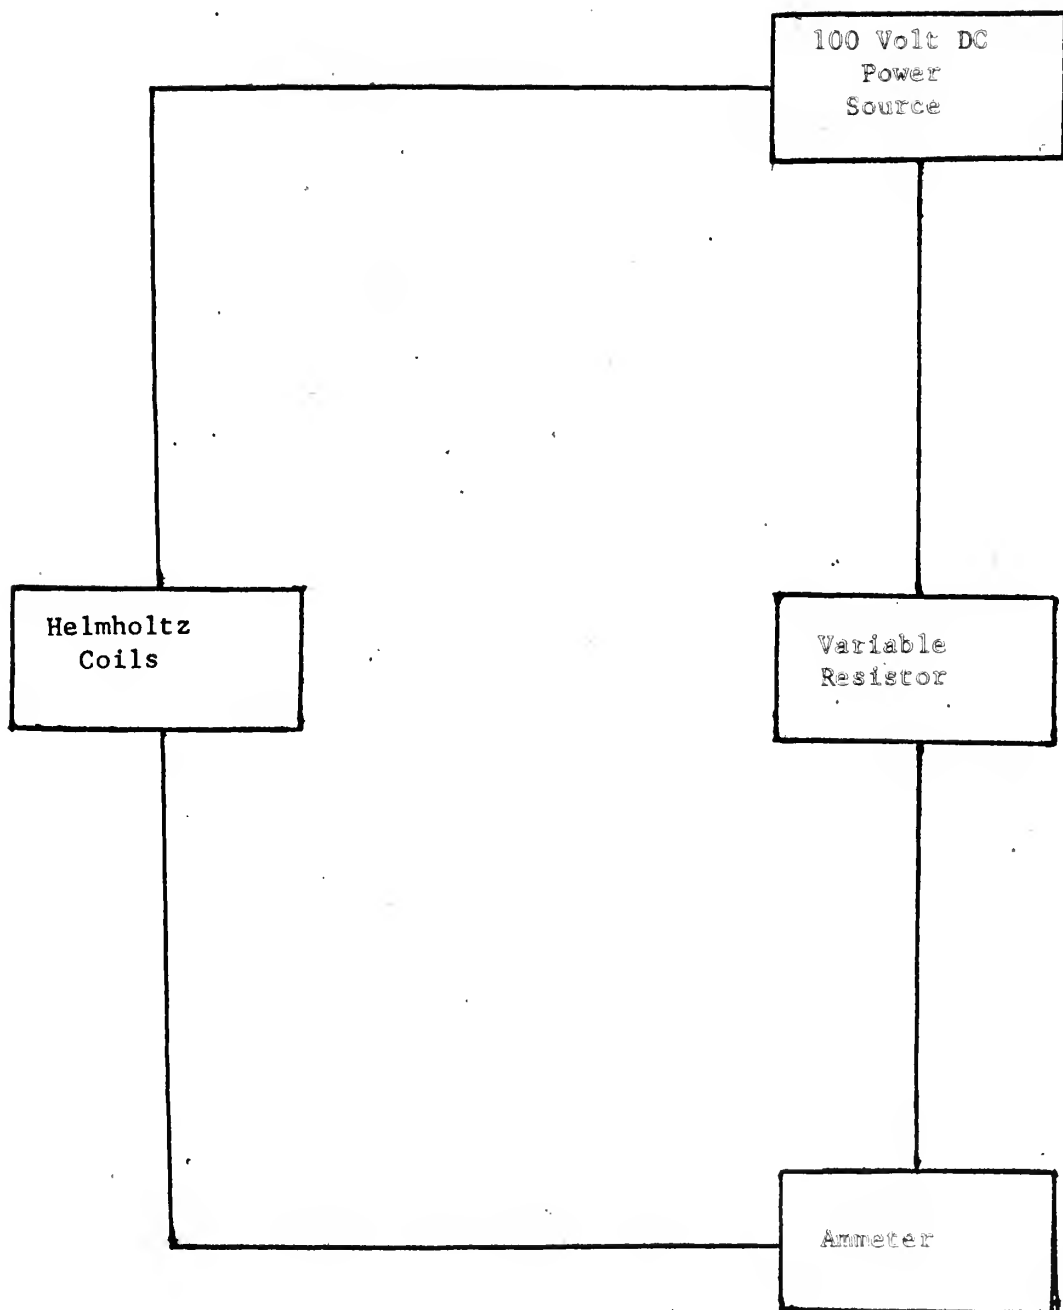 100 Volt DC
Power
Source
Helmholtz
Coils
Variable
Resistor
Ammeter